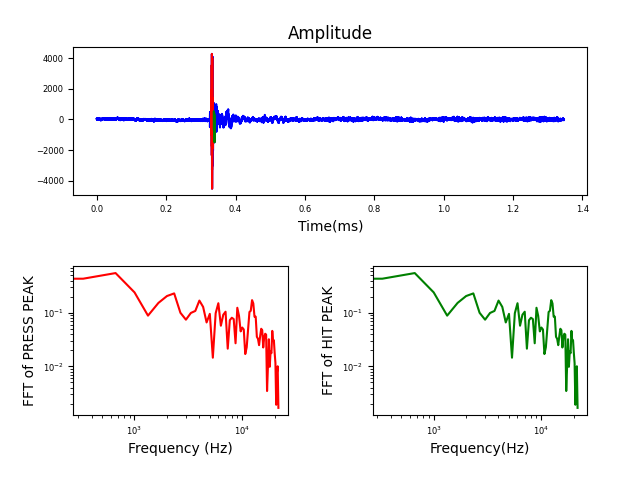 Amplitude
4000
2000
0
−2000
−4000
0.0 0.2 0.4 0.6 0.8 1.0 1.2 1.4
Time(ms)
FFT of PRESS PEAK
10⁻¹
10⁻²
10³ 10⁴
Frequency (Hz)
FFT of HIT PEAK
10⁻¹
10⁻²
10³ 10⁴
Frequency(Hz)